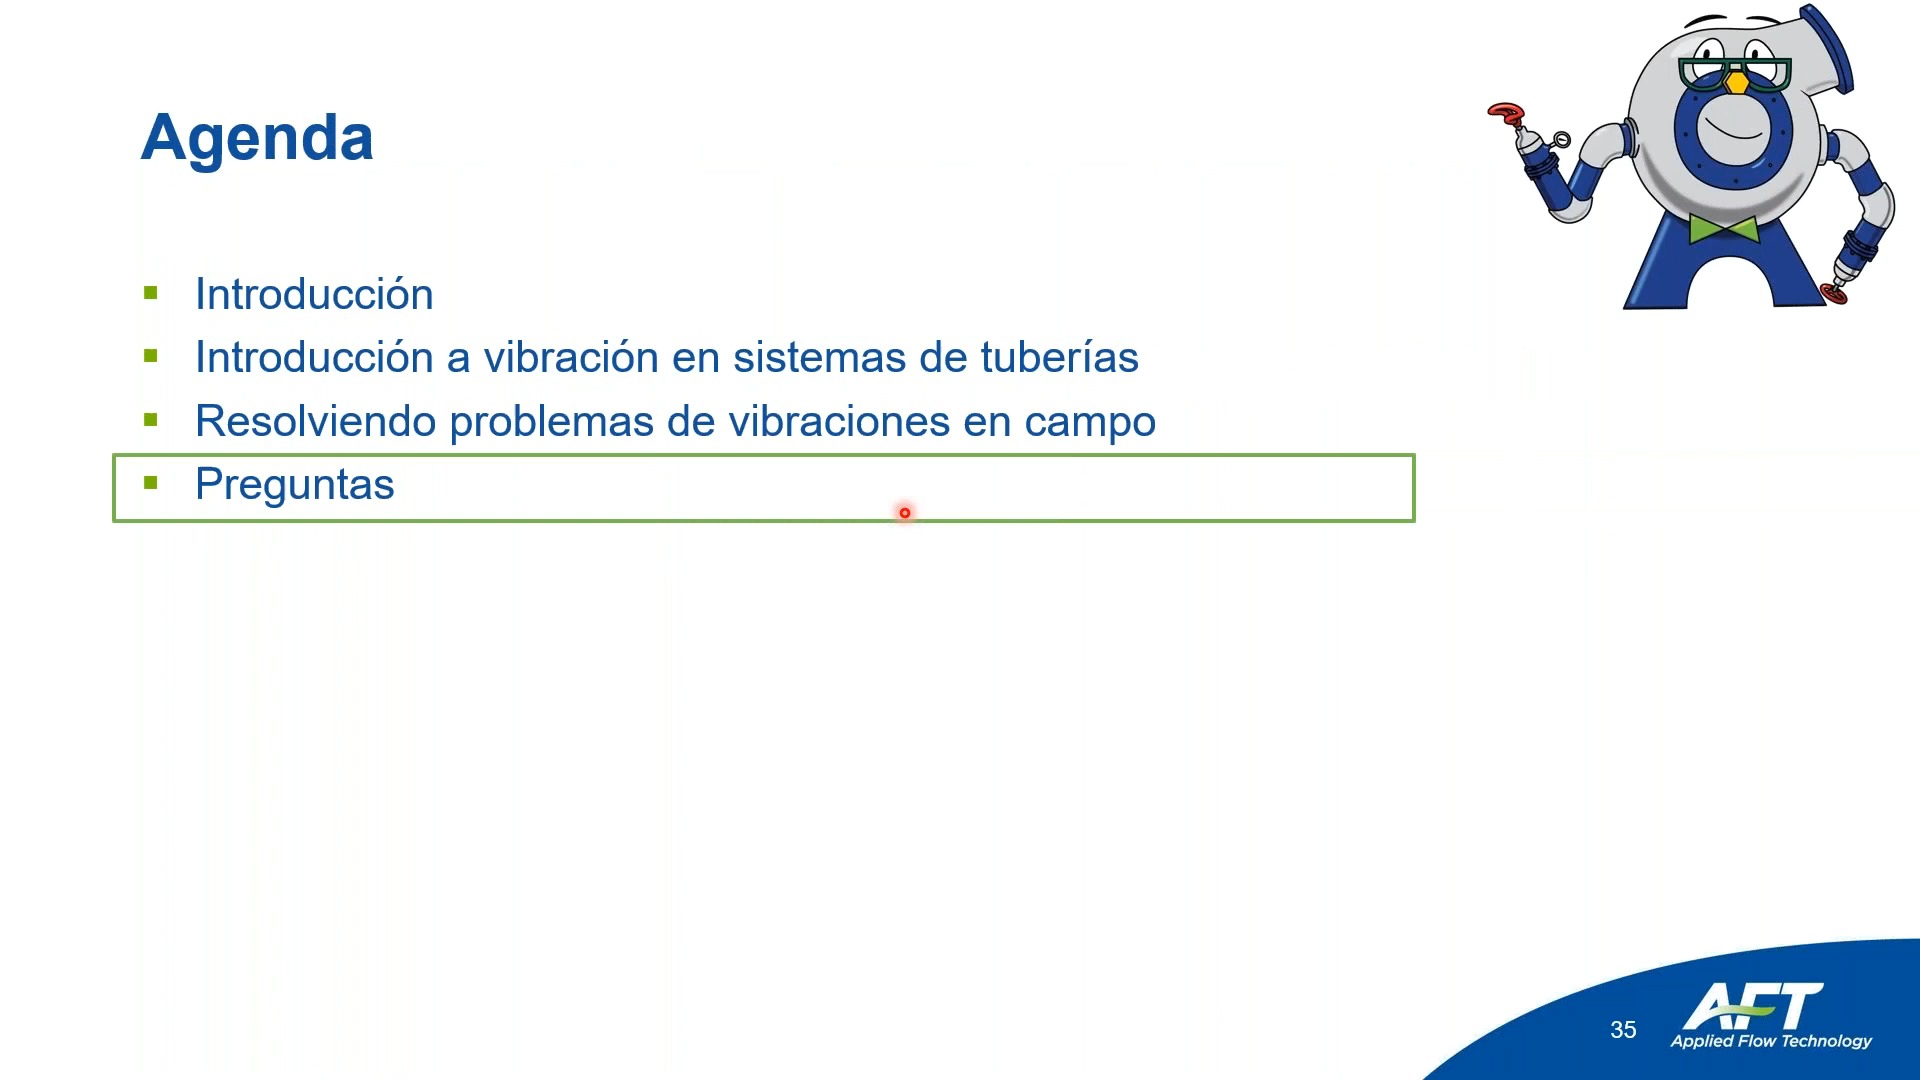 Agenda
Introducción
Introducción a vibración en sistemas de tuberías
Resolviendo problemas de vibraciones en campo
Preguntas
35
AFT
Applied Flow Technology